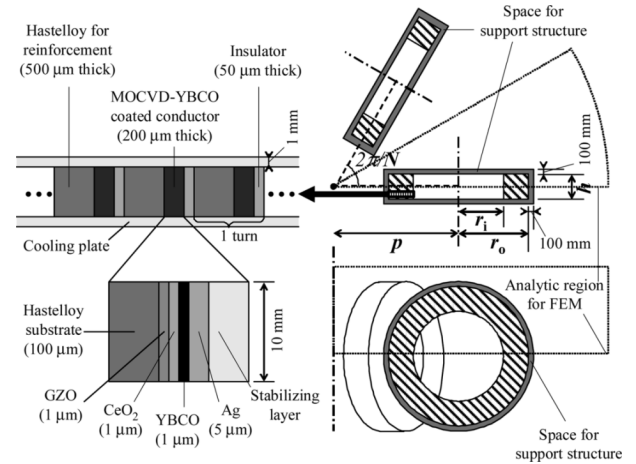 Hastelloy for
reinforcement
(500 μm thick)
Insulator
(50 μm thick)
MOCVD-YBCO
coated conductor
(200 μm thick)
1 mm
1 turn
Cooling plate
Hastelloy
substrate
(100 μm)
GZO
(1 μm)
CeO2
(1 μm)
YBCO
(1 μm)
Ag
(5 μm)
Stabilizing
layer
10 mm
Space for
support structure
2π/N
100 mm
h
ri
ro
p
100 mm
Analytic region
for FEM
Space for
support structure